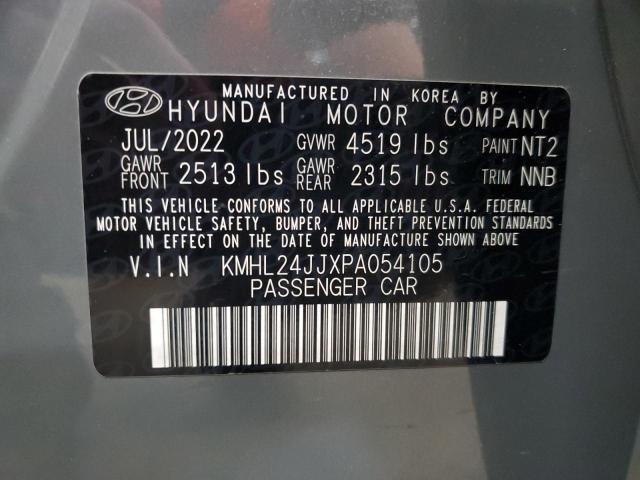 MANUFACTURED IN KOREA BY
HYUNDAI MOTOR COMPANY
JUL/2022 GVWR 4519 lbs PAINT NT2
GAWR FRONT 2513 lbs GAWR REAR 2315 lbs TRIM NNB
THIS VEHICLE CONFORMS TO ALL APPLICABLE U.S.A. FEDERAL
MOTOR VEHICLE SAFETY, BUMPER, AND THEFT PREVENTION STANDARDS
IN EFFECT ON THE DATE OF MANUFACTURE SHOWN ABOVE.
V.I.N KMHL24JJXPA054105
PASSENGER CAR